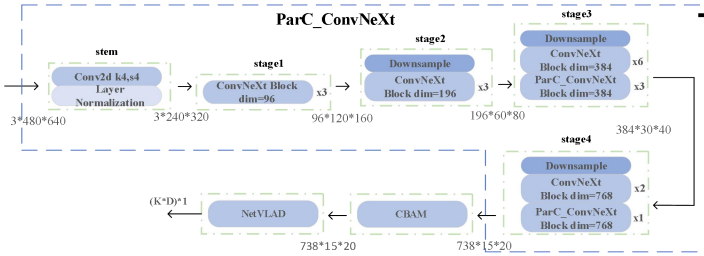 ParC_ConvNeXt
stem
Conv2d k4,s4
Layer
Normalization
3*480*640
3*240*320
stage1
ConvNeXt Block
dim=96
x3
96*120*160
stage2
Downsample
ConvNeXt
Block dim=196
x3
196*60*80
stage3
Downsample
ConvNeXt
Block dim=384
x6
ParC_ConvNeXt
Block dim=384
x3
384*30*40
stage4
Downsample
ConvNeXt
Block dim=768
x2
ParC_ConvNeXt
Block dim=768
x1
738*15*20
CBAM
738*15*20
NetVLAD
(K*D)*1